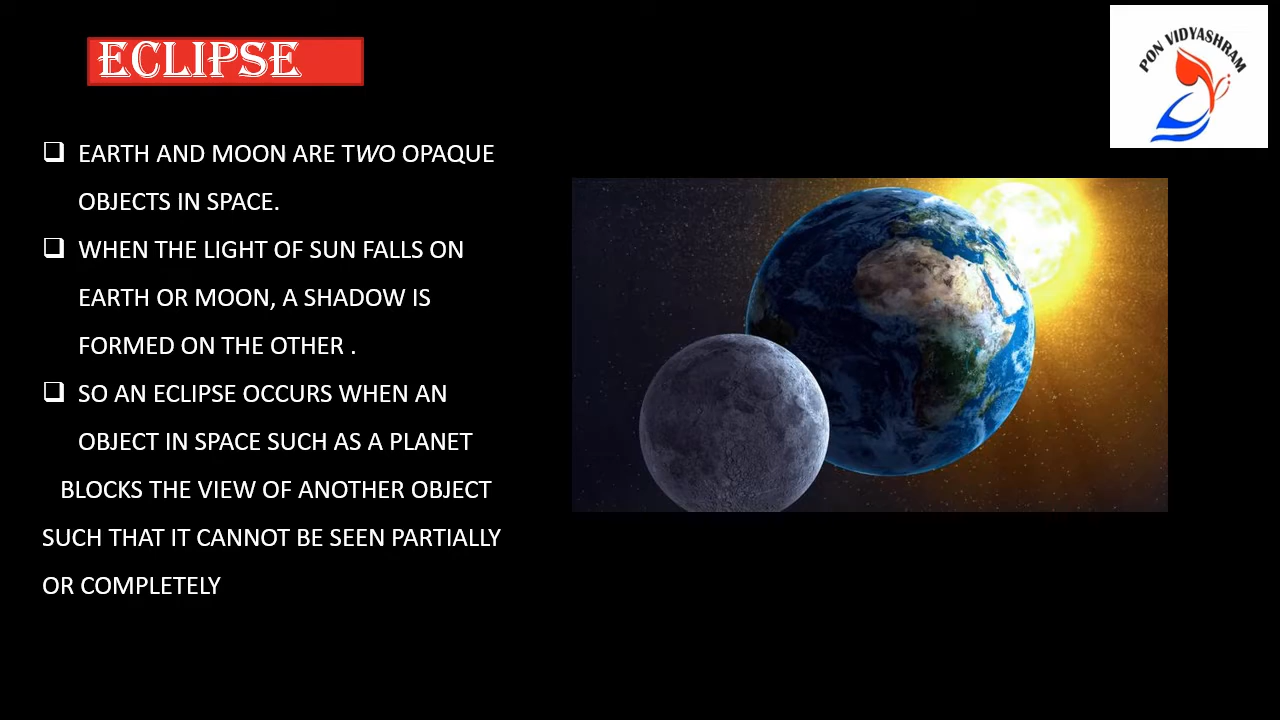 ECLIPSE
PON VIDYASHRAM
❑ EARTH AND MOON ARE TWO OPAQUE
OBJECTS IN SPACE.
❑ WHEN THE LIGHT OF SUN FALLS ON
EARTH OR MOON, A SHADOW IS
FORMED ON THE OTHER .
❑ SO AN ECLIPSE OCCURS WHEN AN
OBJECT IN SPACE SUCH AS A PLANET
BLOCKS THE VIEW OF ANOTHER OBJECT
SUCH THAT IT CANNOT BE SEEN PARTIALLY
OR COMPLETELY